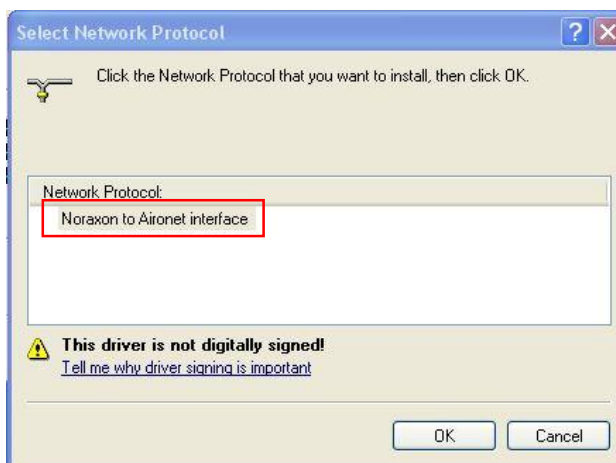 Select Network Protocol
Click the Network Protocol that you want to install, then click OK.
Network Protocol:
Noraxon to Aironet interface
This driver is not digitally signed!
Tell me why driver signing is important
OK
Cancel